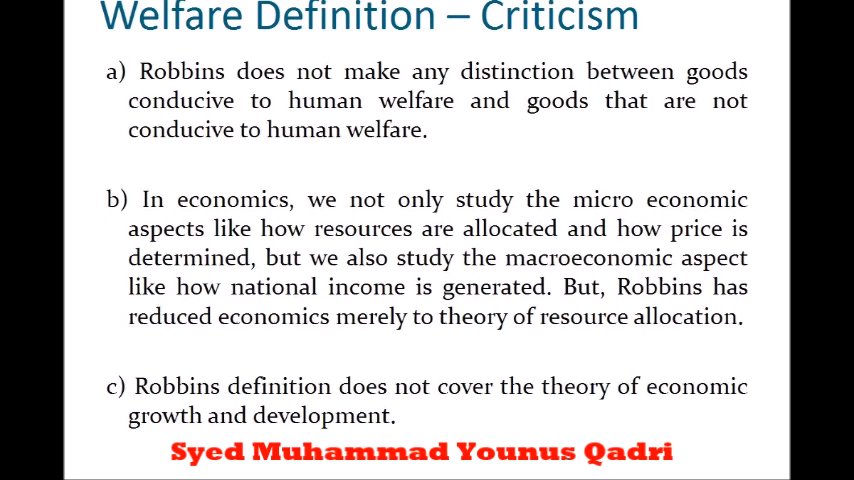 Welfare Definition – Criticism
a) Robbins does not make any distinction between goods
conducive to human welfare and goods that are not
conducive to human welfare.
b) In economics, we not only study the micro economic
aspects like how resources are allocated and how price is
determined, but we also study the macroeconomic aspect
like how national income is generated. But, Robbins has
reduced economics merely to theory of resource allocation.
c) Robbins definition does not cover the theory of economic
growth and development.
Syed Muhammad Younus Qadri